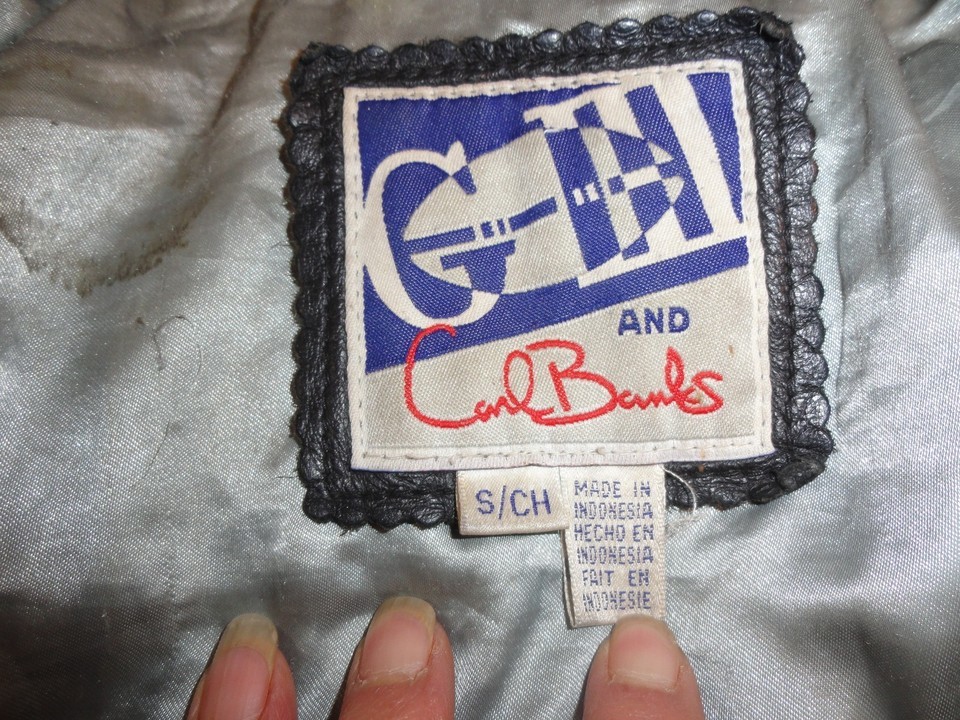 G-III
AND
Carl Banks
S/CH
MADE IN
INDONESIA
HECHO EN
INDONESIA
FAIT EN
INDONESIE